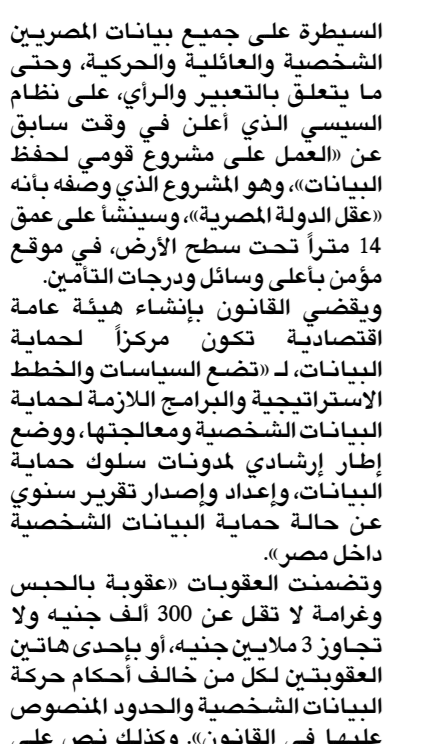 السيطرة على جميع بيانات المصريين
الشخصية والعائلية والحركية، وحتى
ما يتعلق بالتعبير والرأي، على نظام
السيسي الذي أعلن في وقت سابق
عن «العمل على مشروع قومي لحفظ
البيانات»، وهو المشروع الذي وصفه بأنه
«عقل الدولة المصرية»، وسينشأ على عمق
14 متراً تحت سطح الأرض، في موقع
مؤمن بأعلى وسائل ودرجات التأمين.
ويقضي القانون بإنشاء هيئة عامة
اقتصادية تكون مركزاً لحماية
البيانات، لـ «تضع السياسات والخطط
الاستراتيجية والبرامج اللازمة لحماية
البيانات الشخصية ومعالجتها، ووضع
إطار إرشادي لمدونات سلوك حماية
البيانات، وإعداد وإصدار تقرير سنوي
عن حالة حماية البيانات الشخصية
داخل مصر».
وتضمنت العقوبات «عقوبة بالحبس
وغرامة لا تقل عن 300 ألف جنيه ولا
تجاوز 3 ملايين جنيه، أو بإحدى هاتين
العقوبتين لكل من خالف أحكام حركة
البيانات الشخصية والحدود المنصوص
عليها في القانون». وكذلك نص على